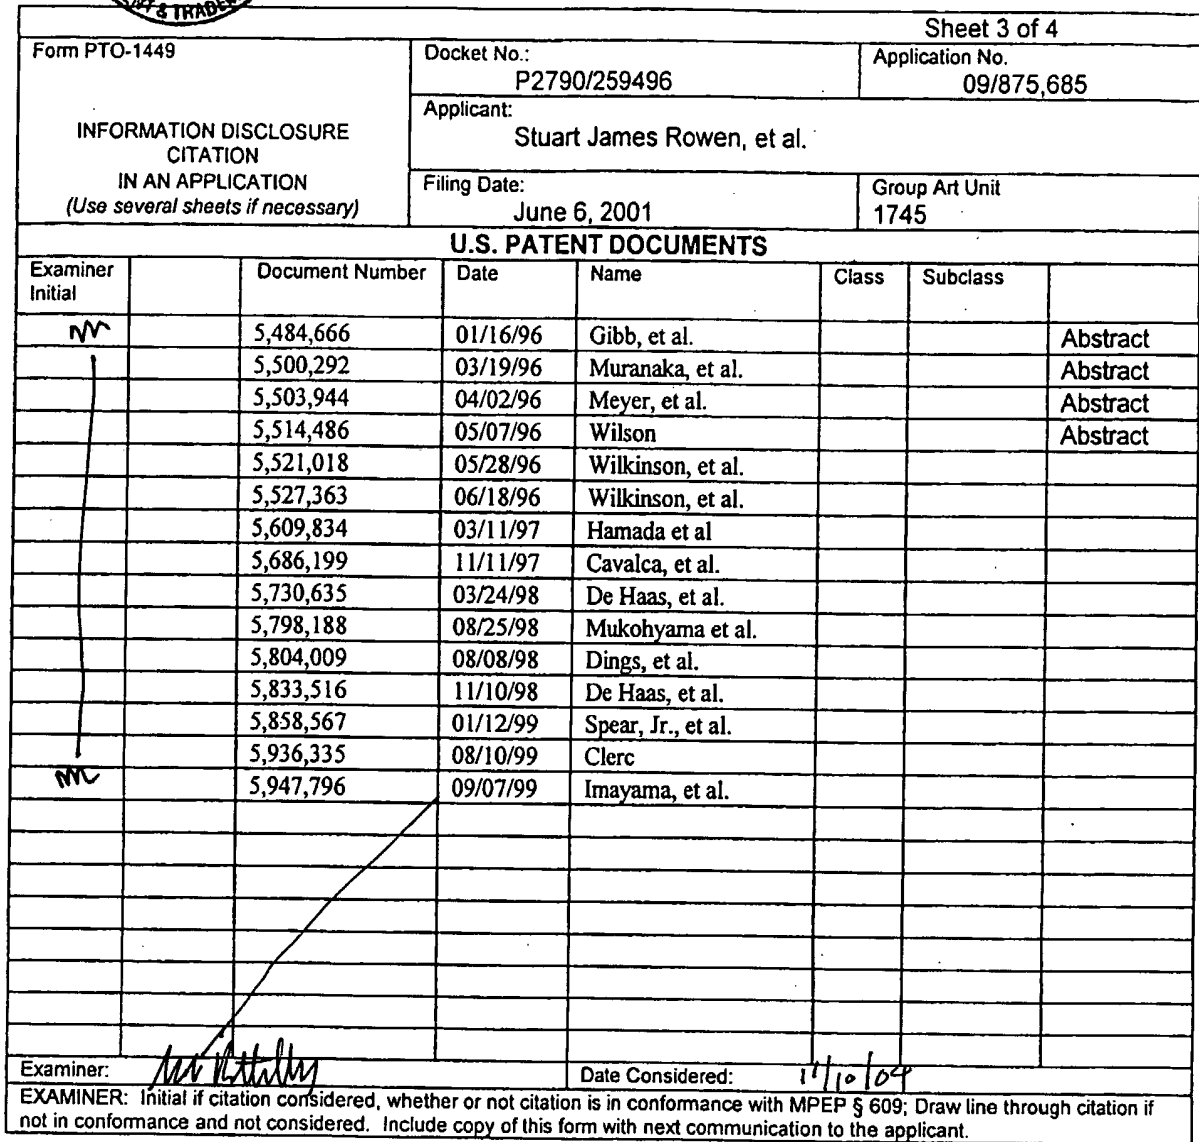 NT & TRADE
Sheet 3 of 4
Form PTO-1449
Docket No.:
P2790/259496
Application No.
09/875,685
INFORMATION DISCLOSURE
CITATION
IN AN APPLICATION
(Use several sheets if necessary)
Applicant:
Stuart James Rowen, et al.
Filing Date:
June 6, 2001
Group Art Unit
1745
U.S. PATENT DOCUMENTS
Examiner Initial Document Number Date Name Class Subclass
5,484,666 01/16/96 Gibb, et al. Abstract
5,500,292 03/19/96 Muranaka, et al. Abstract
5,503,944 04/02/96 Meyer, et al. Abstract
5,514,486 05/07/96 Wilson Abstract
5,521,018 05/28/96 Wilkinson, et al.
5,527,363 06/18/96 Wilkinson, et al.
5,609,834 03/11/97 Hamada et al
5,686,199 11/11/97 Cavalca, et al.
5,730,635 03/24/98 De Haas, et al.
5,798,188 08/25/98 Mukohyama et al.
5,804,009 08/08/98 Dings, et al.
5,833,516 11/10/98 De Haas, et al.
5,858,567 01/12/99 Spear, Jr., et al.
5,936,335 08/10/99 Clerc
5,947,796 09/07/99 Imayama, et al.
Examiner: Date Considered: 11/10/04
EXAMINER: Initial if citation considered, whether or not citation is in conformance with MPEP § 609; Draw line through citation if
not in conformance and not considered. Include copy of this form with next communication to the applicant.